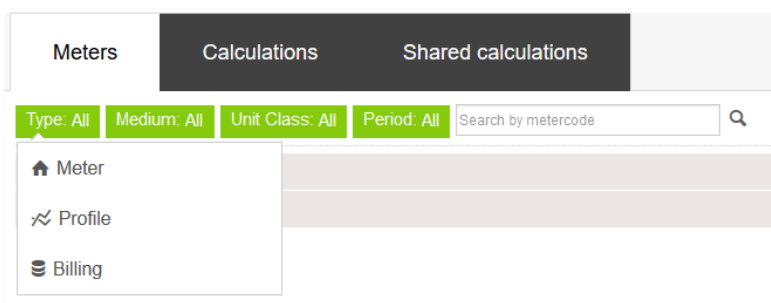 Meters Calculations Shared calculations
Type: All Medium: All Unit Class: All Period: All Search by metercode
Meter
Profile
Billing